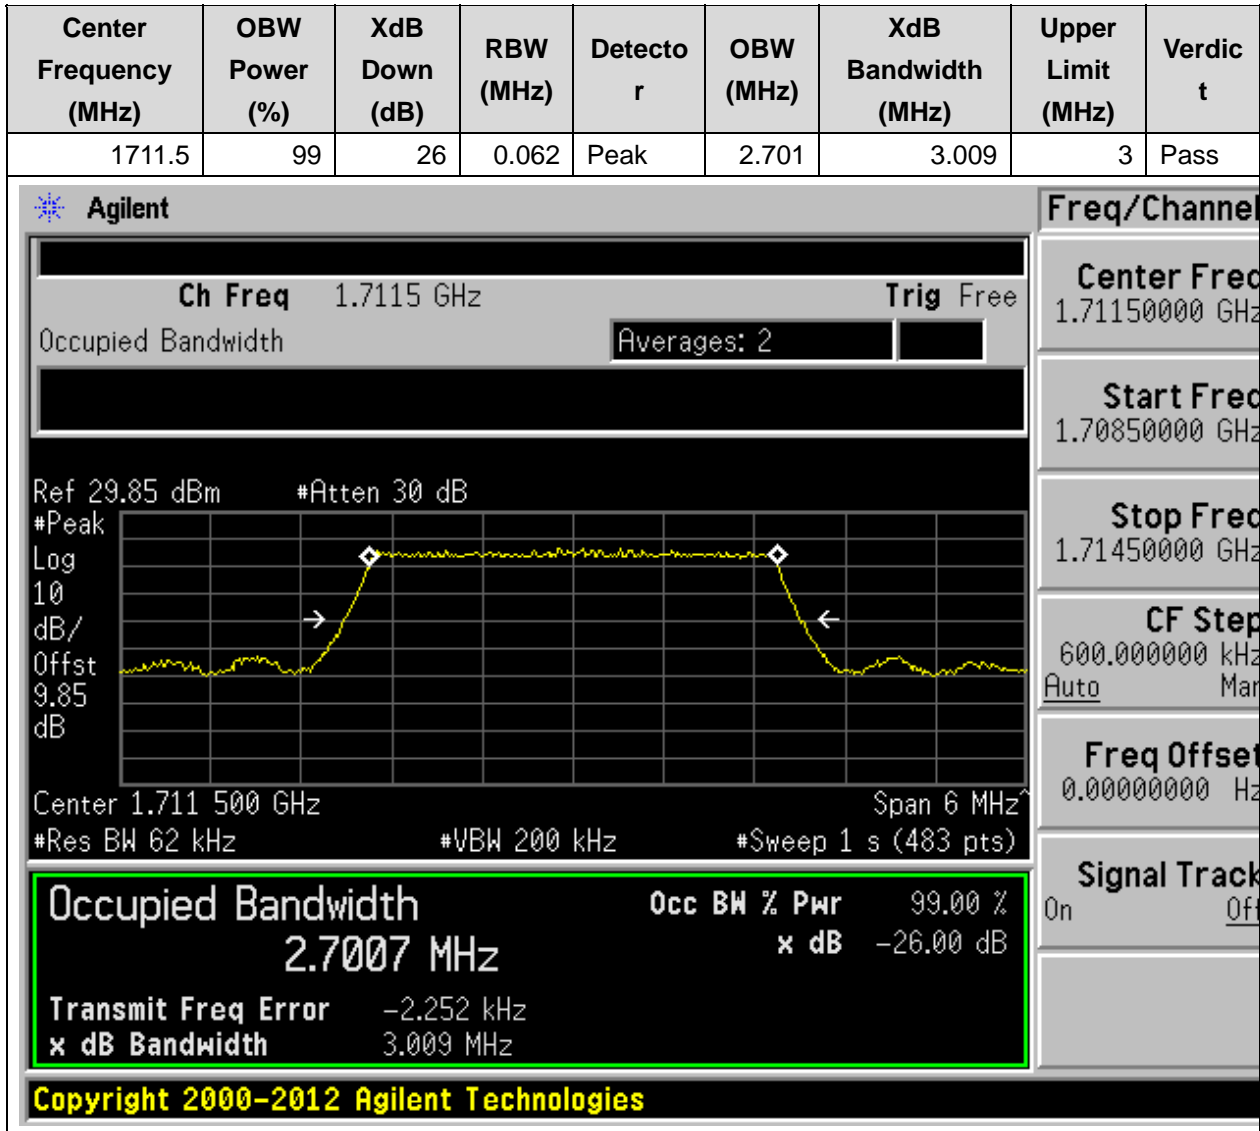 Center Frequency (MHz) OBW Power (%) XdB Down (dB) RBW (MHz) Detecto r OBW (MHz) XdB Bandwidth (MHz) Upper Limit (MHz) Verdic t
1711.5 99 26 0.062 Peak 2.701 3.009 3 Pass
Agilent
Freq/Channel
Ch Freq 1.7115 GHz Trig Free
Occupied Bandwidth Averages: 2
Center Freq
1.71150000 GHz
Start Freq
1.70850000 GHz
Stop Freq
1.71450000 GHz
CF Step
600.000000 kHz
Auto Man
Freq Offset
0.00000000 Hz
Signal Track
On Off
Ref 29.85 dBm #Atten 30 dB
#Peak
Log
10
dB/
Offst
9.85
dB
Center 1.711 500 GHz Span 6 MHz^
#Res BW 62 kHz #VBW 200 kHz #Sweep 1 s (483 pts)
Occupied Bandwidth
2.7007 MHz
Occ BW % Pwr 99.00 %
x dB -26.00 dB
Transmit Freq Error -2.252 kHz
x dB Bandwidth 3.009 MHz
Copyright 2000-2012 Agilent Technologies